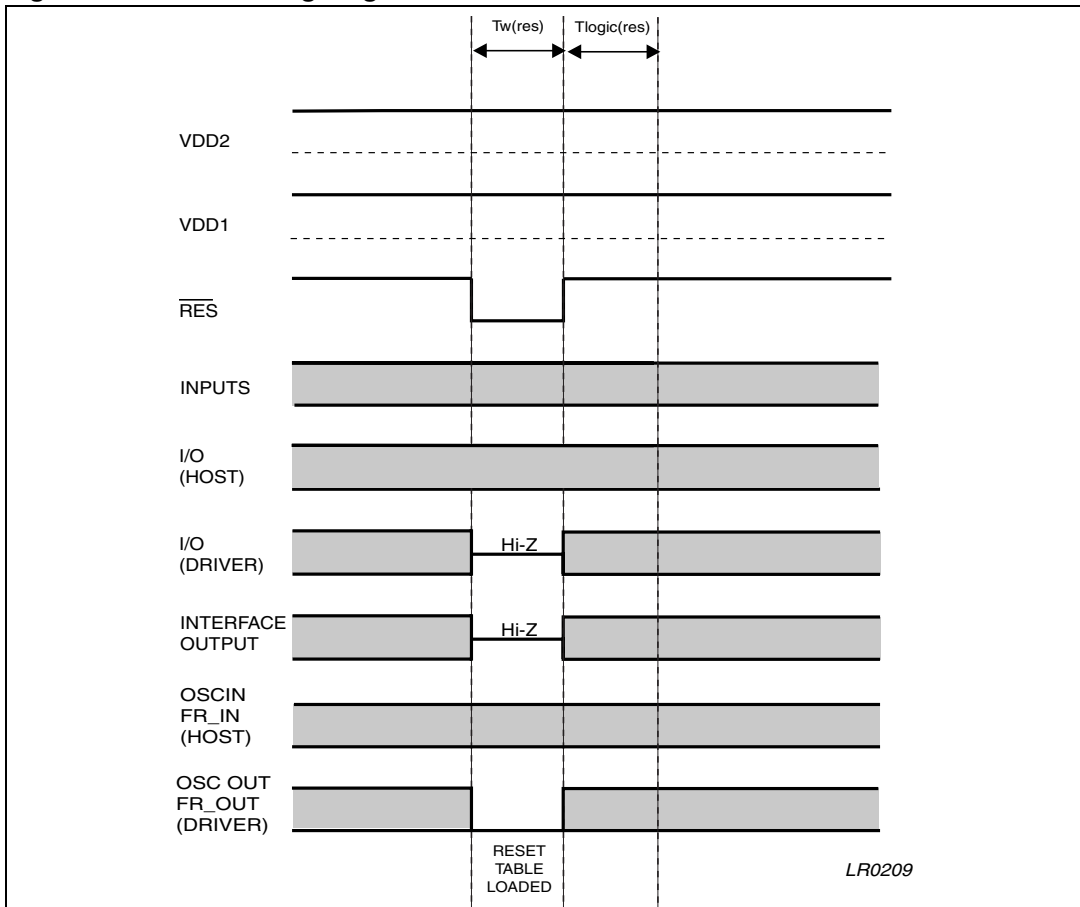 Tw(res)
Tlogic(res)
VDD2
VDD1
RES
INPUTS
I/O
(HOST)
I/O
(DRIVER)
Hi-Z
INTERFACE
OUTPUT
Hi-Z
OSCIN
FR_IN
(HOST)
OSC OUT
FR_OUT
(DRIVER)
RESET
TABLE
LOADED
LR0209